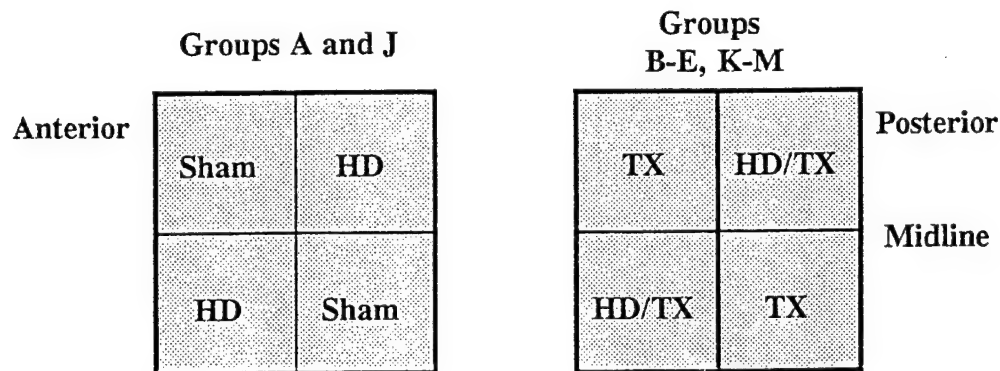 Groups A and J
Groups
B-E, K-M
Anterior
Posterior
Sham
HD
TX
HD/TX
Midline
HD
Sham
HD/TX
TX